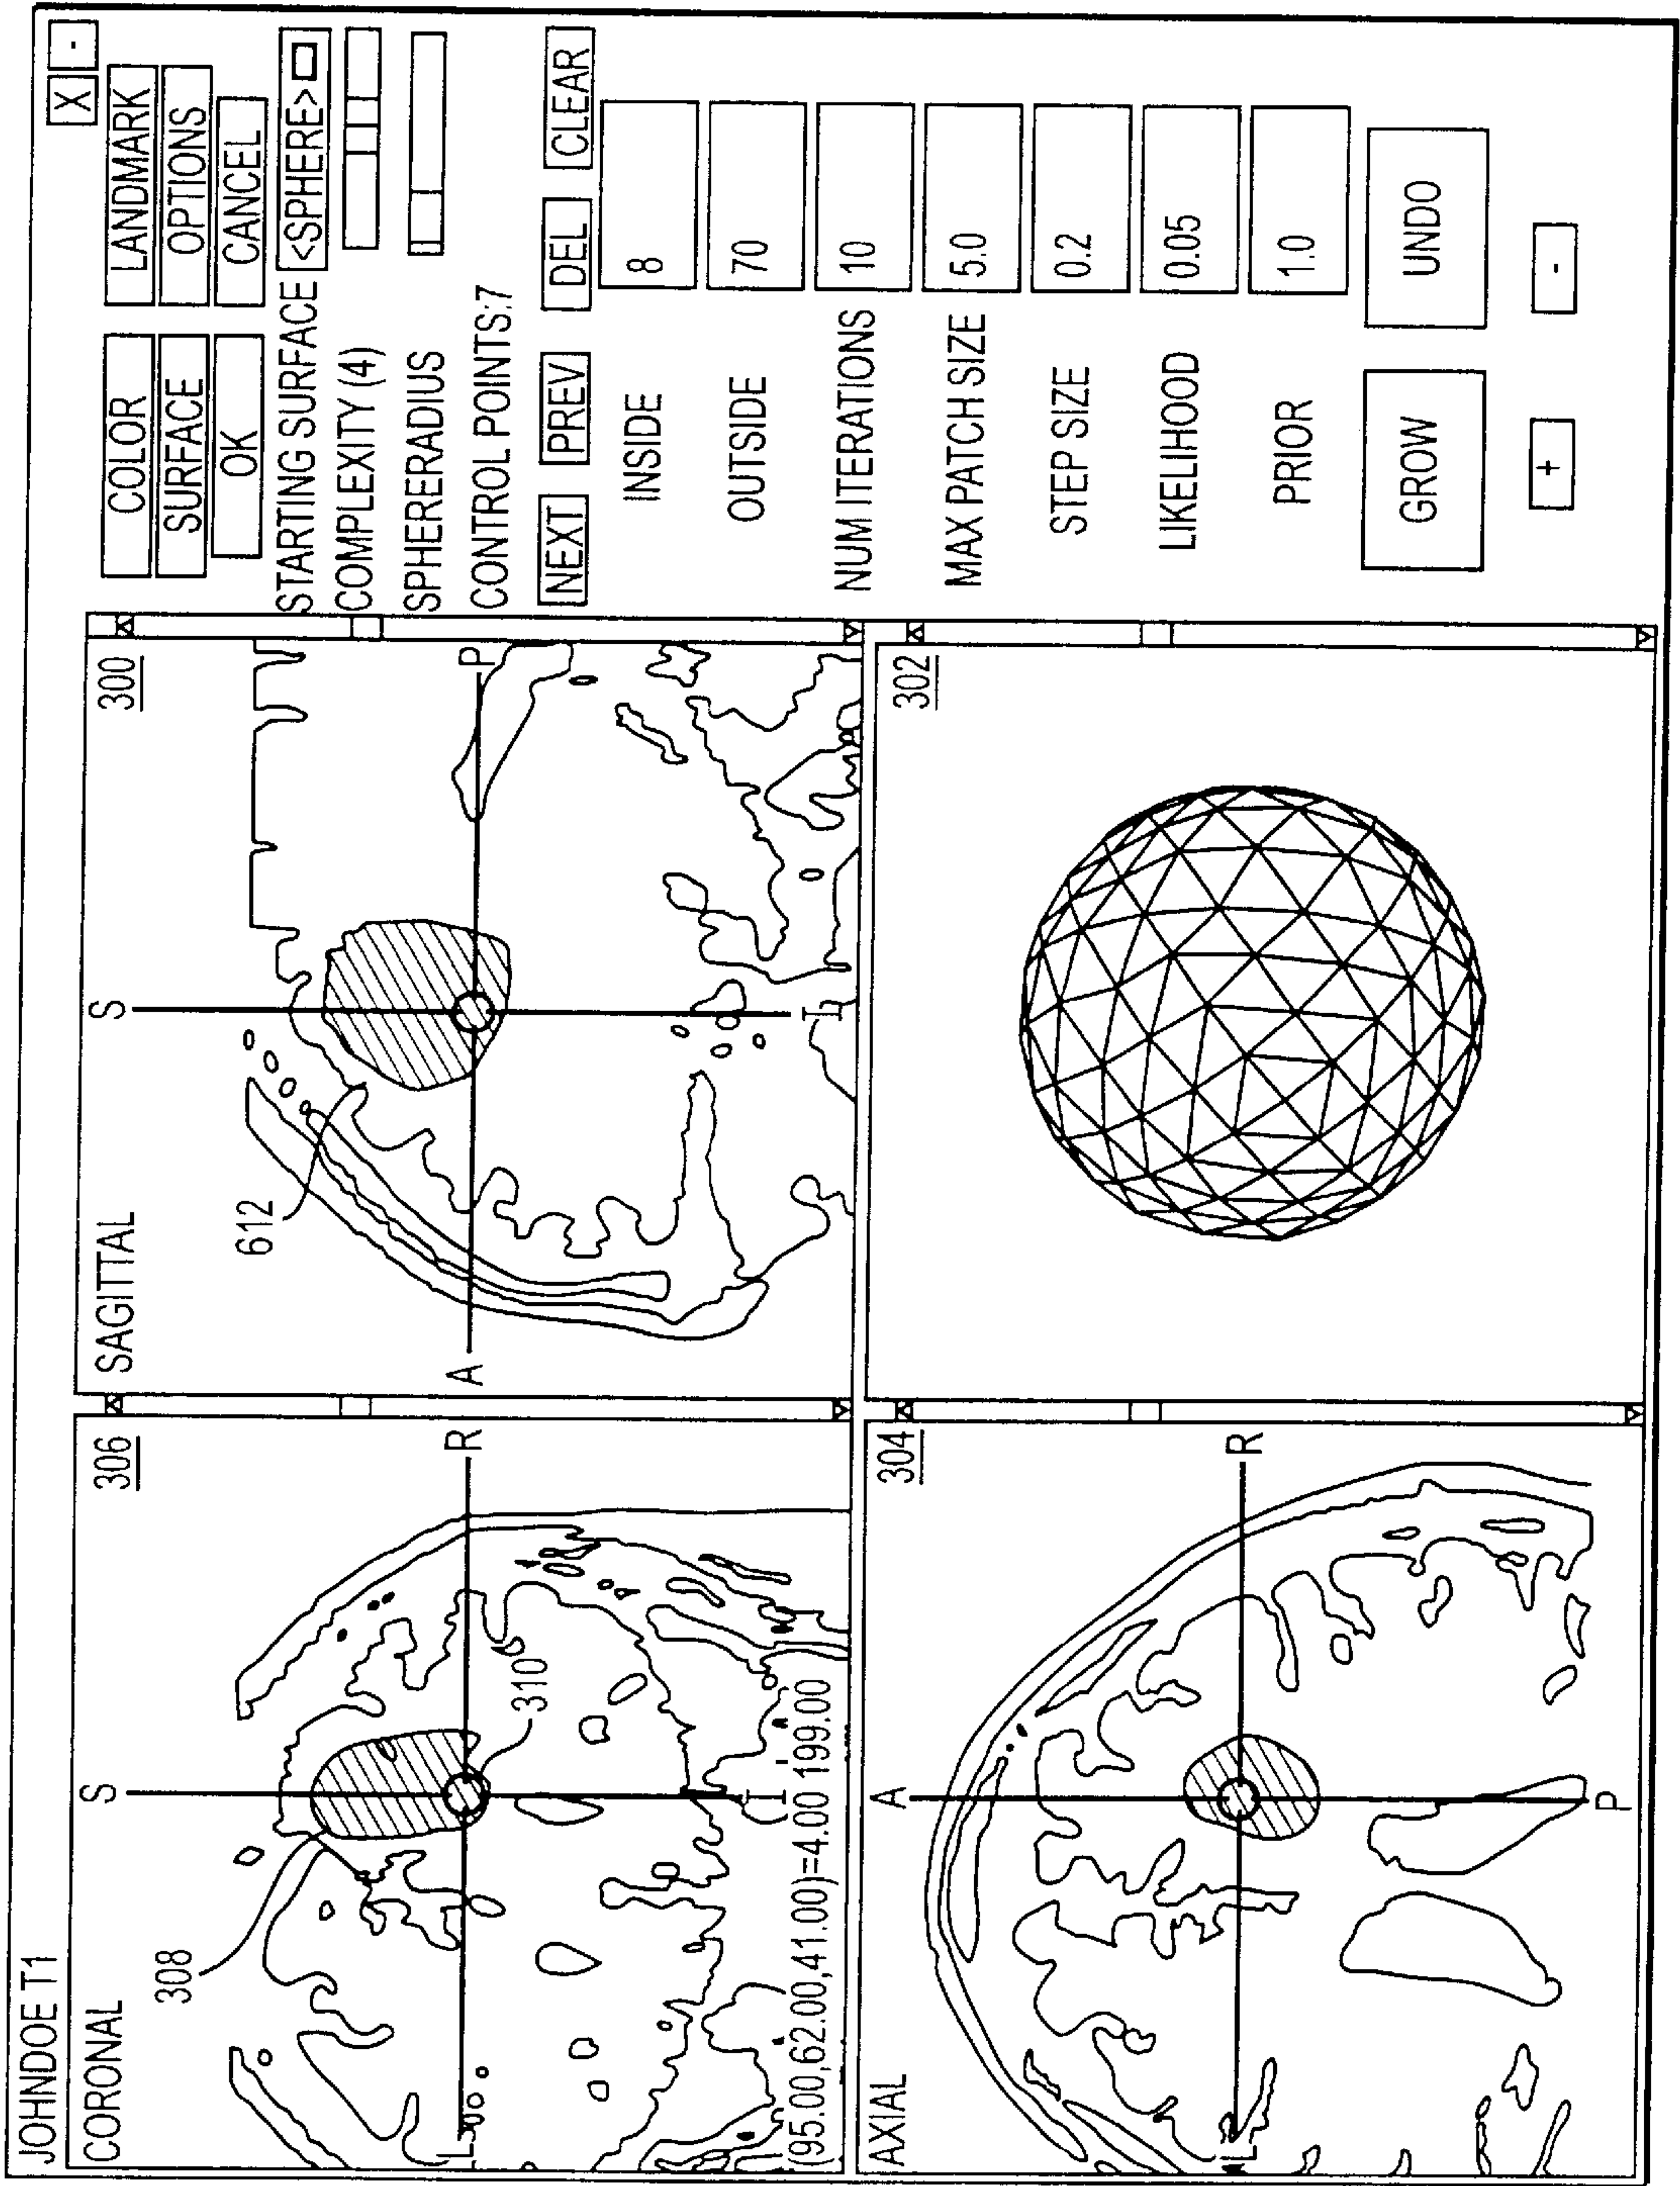 JOHNDOE T1
CORONAL
306
S
R
L
I
308
310
(95.00,62.00,41.00)=4.00 199.00
SAGITTAL
300
S
A
P
I
612
AXIAL
304
A
R
L
P
302
X -
COLOR LANDMARK
SURFACE OPTIONS
OK CANCEL
STARTING SURFACE <SPHERE>
COMPLEXITY (4)
SPHERERADIUS
CONTROL POINTS:7
NEXT PREV DEL CLEAR
INSIDE 8
OUTSIDE 70
NUM ITERATIONS 10
MAX PATCH SIZE 5.0
STEP SIZE 0.2
LIKELIHOOD 0.05
PRIOR 1.0
GROW UNDO
+ -